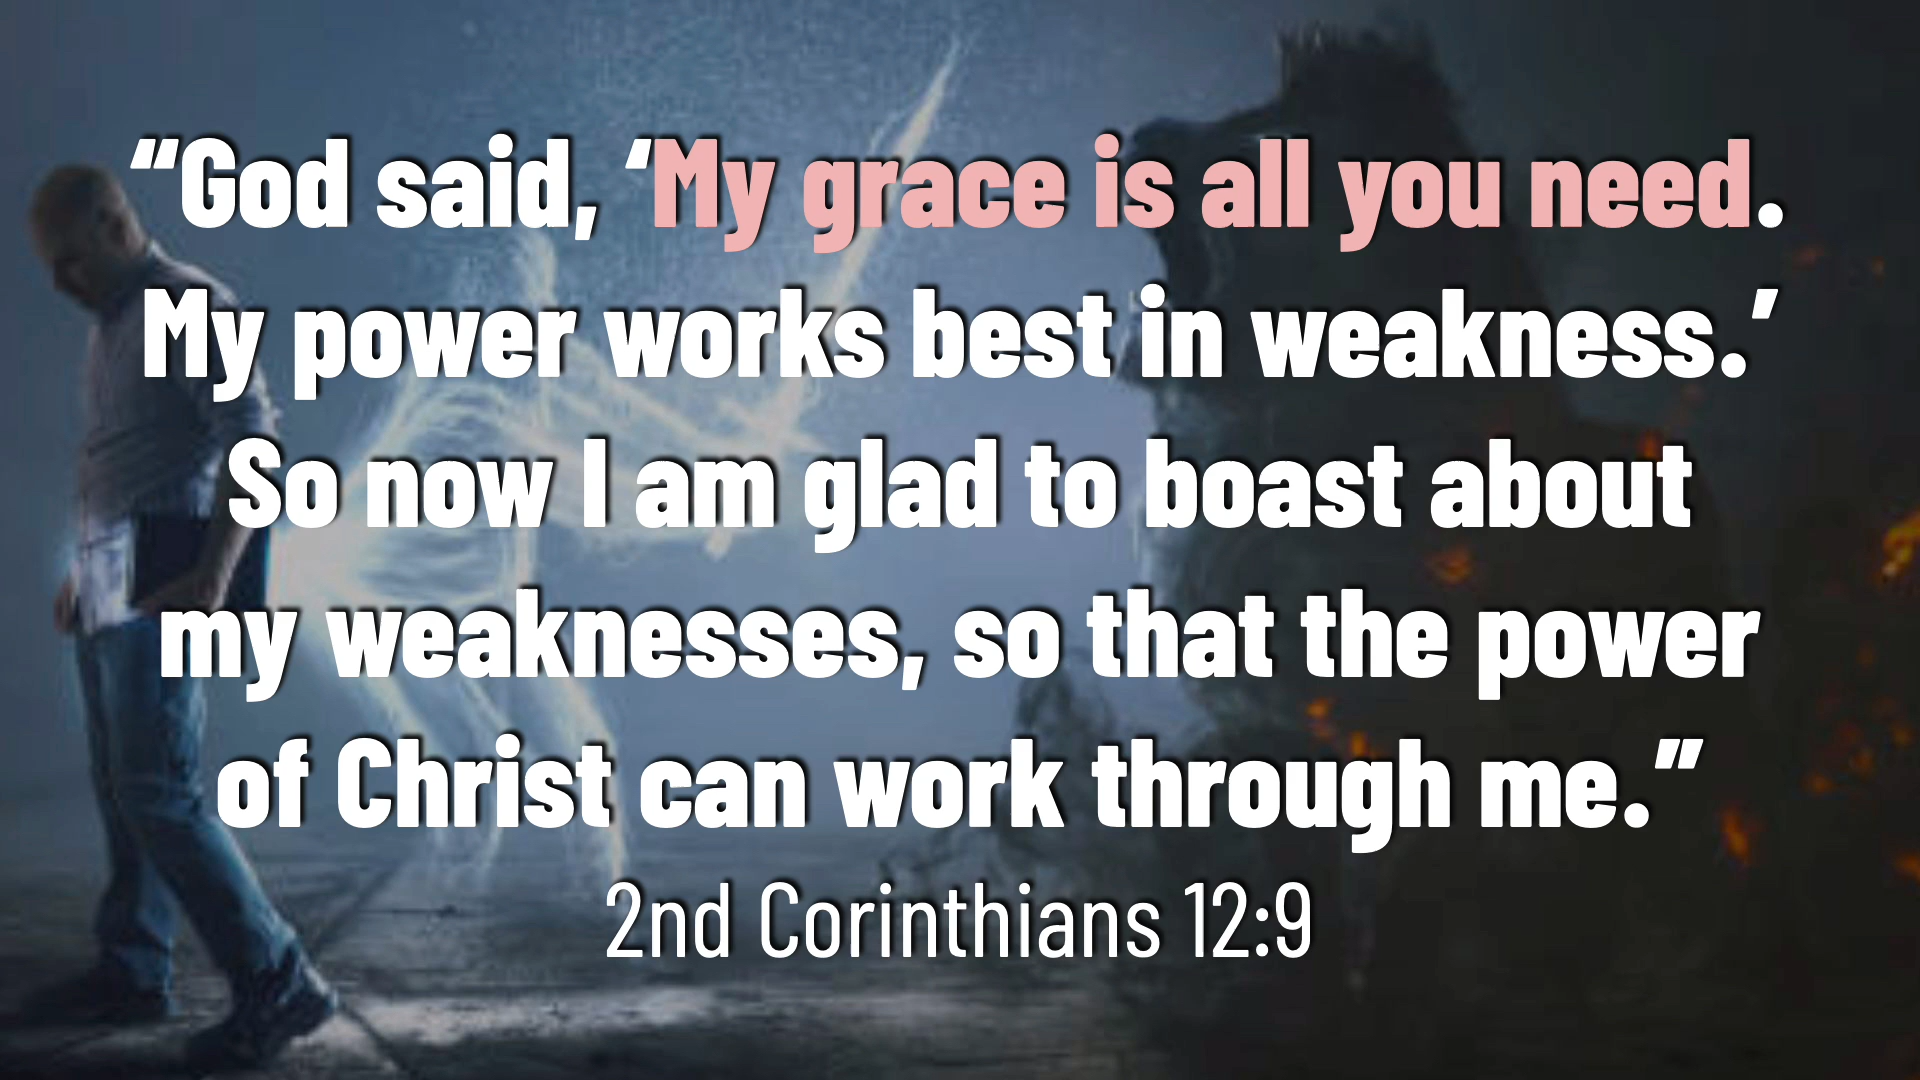 “God said, ‘My grace is all you need.
My power works best in weakness.’
So now I am glad to boast about
my weaknesses, so that the power
of Christ can work through me.”
2nd Corinthians 12:9